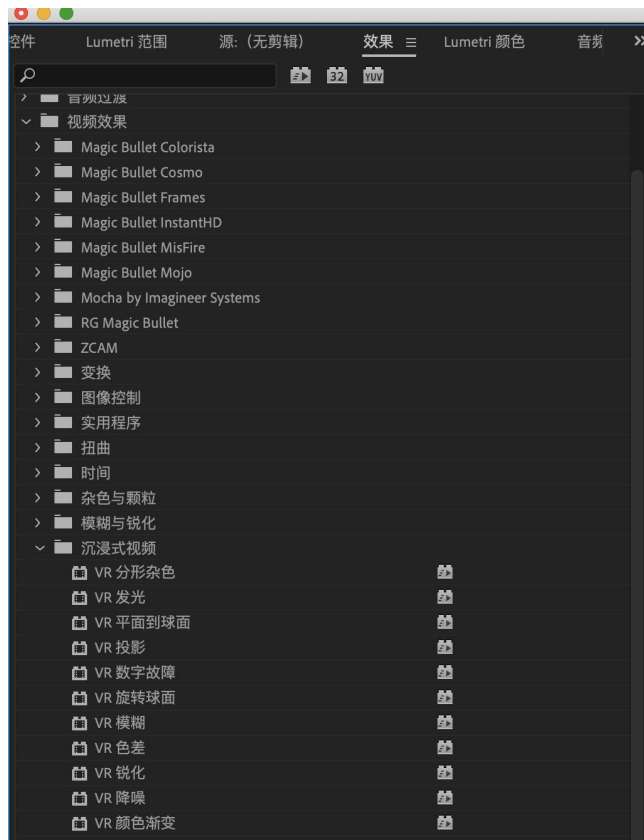 控件 Lumetri 范围 源:（无剪辑） 效果 ☰ Lumetri 颜色 音频 »
32 YUV
音频过渡
视频效果
Magic Bullet Colorista
Magic Bullet Cosmo
Magic Bullet Frames
Magic Bullet InstantHD
Magic Bullet MisFire
Magic Bullet Mojo
Mocha by Imagineer Systems
RG Magic Bullet
ZCAM
变换
图像控制
实用程序
扭曲
时间
杂色与颗粒
模糊与锐化
沉浸式视频
VR 分形杂色
VR 发光
VR 平面到球面
VR 投影
VR 数字故障
VR 旋转球面
VR 模糊
VR 色差
VR 锐化
VR 降噪
VR 颜色渐变